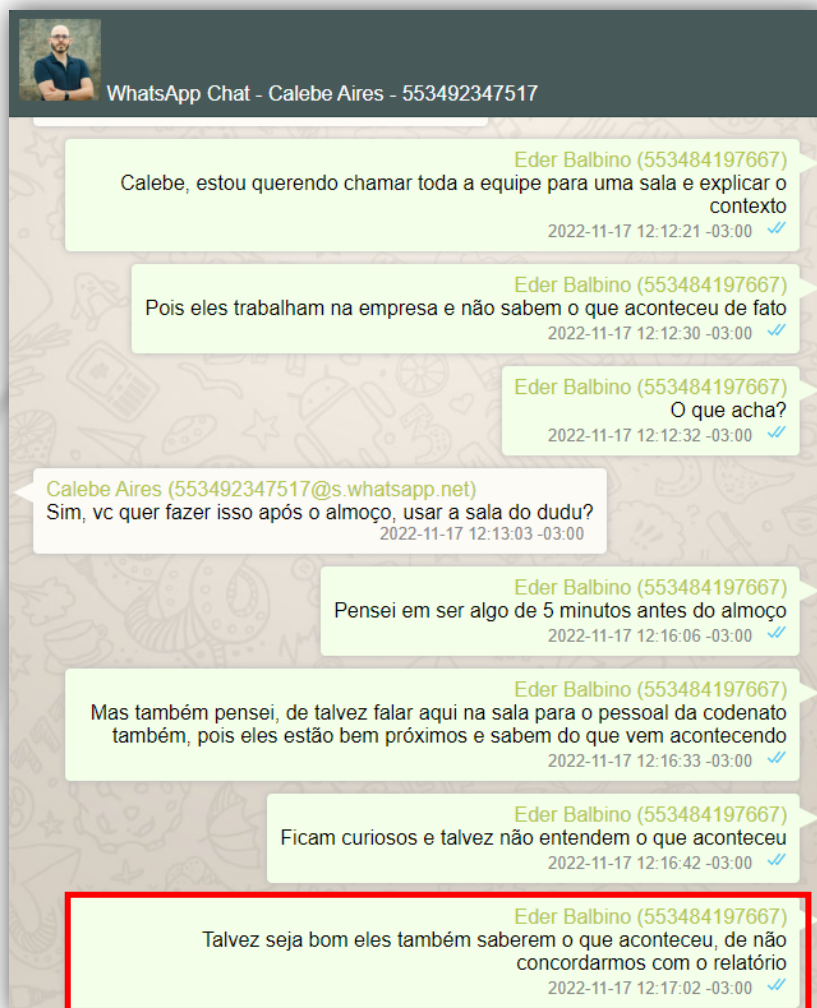 WhatsApp Chat - Calebe Aires - 553492347517
Eder Balbino (553484197667)
Calebe, estou querendo chamar toda a equipe para uma sala e explicar o
contexto
2022-11-17 12:12:21 -03:00
Eder Balbino (553484197667)
Pois eles trabalham na empresa e não sabem o que aconteceu de fato
2022-11-17 12:12:30 -03:00
Eder Balbino (553484197667)
O que acha?
2022-11-17 12:12:32 -03:00
Calebe Aires (553492347517@s.whatsapp.net)
Sim, vc quer fazer isso após o almoço, usar a sala do dudu?
2022-11-17 12:13:03 -03:00
Eder Balbino (553484197667)
Pensei em ser algo de 5 minutos antes do almoço
2022-11-17 12:16:06 -03:00
Eder Balbino (553484197667)
Mas também pensei, de talvez falar aqui na sala para o pessoal da codenato
também, pois eles estão bem próximos e sabem do que vem acontecendo
2022-11-17 12:16:33 -03:00
Eder Balbino (553484197667)
Ficam curiosos e talvez não entendem o que aconteceu
2022-11-17 12:16:42 -03:00
Eder Balbino (553484197667)
Talvez seja bom eles também saberem o que aconteceu, de não
concordarmos com o relatório
2022-11-17 12:17:02 -03:00